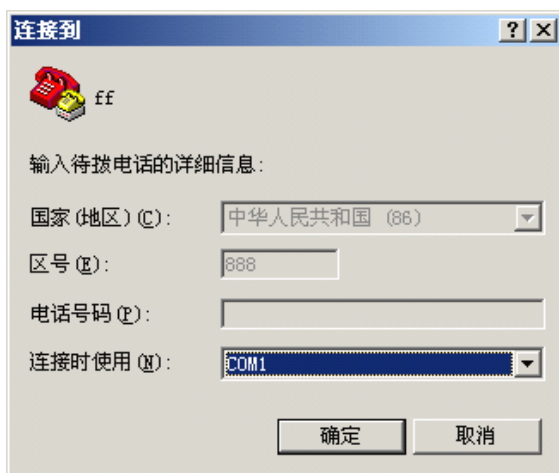 连接到
ff
输入待拨电话的详细信息:
国家(地区)(C): 中华人民共和国 (86)
区号(E): 888
电话号码(P):
连接时使用(N): COM1
确定 取消